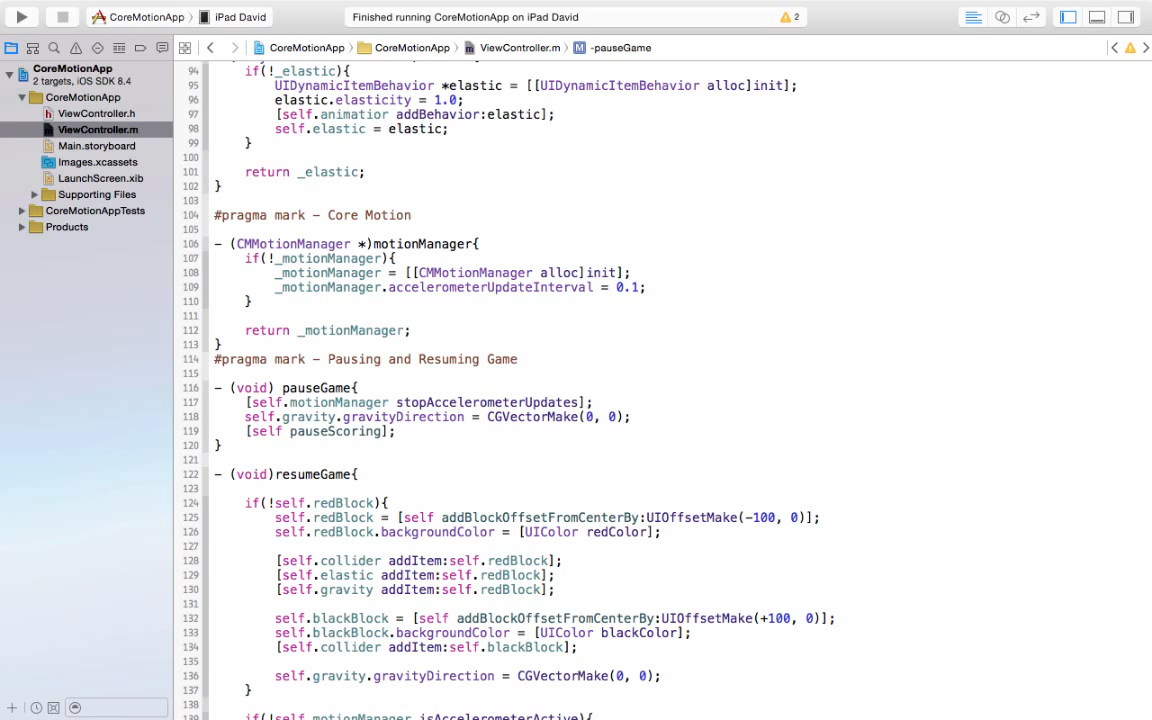 CoreMotionApp iPad David Finished running CoreMotionApp on iPad David 2
CoreMotionApp CoreMotionApp ViewController.m M -pauseGame
CoreMotionApp
2 targets, iOS SDK 8.4
CoreMotionApp
h ViewController.h
m ViewController.m
Main.storyboard
Images.xcassets
LaunchScreen.xib
Supporting Files
CoreMotionAppTests
Products
94 if(!_elastic){
95 UIDynamicItemBehavior *elastic = [[UIDynamicItemBehavior alloc]init];
96 elastic.elasticity = 1.0;
97 [self.animatior addBehavior:elastic];
98 self.elastic = elastic;
99 }
100
101 return _elastic;
102 }
103
104 #pragma mark - Core Motion
105
106 - (CMMotionManager *)motionManager{
107 if(!_motionManager){
108 _motionManager = [[CMMotionManager alloc]init];
109 _motionManager.accelerometerUpdateInterval = 0.1;
110 }
111
112 return _motionManager;
113 }
114 #pragma mark - Pausing and Resuming Game
115
116 - (void) pauseGame{
117 [self.motionManager stopAccelerometerUpdates];
118 self.gravity.gravityDirection = CGVectorMake(0, 0);
119 [self pauseScoring];
120 }
121
122 - (void)resumeGame{
123
124 if(!self.redBlock){
125 self.redBlock = [self addBlockOffsetFromCenterBy:UIOffsetMake(-100, 0)];
126 self.redBlock.backgroundColor = [UIColor redColor];
127
128 [self.collider addItem:self.redBlock];
129 [self.elastic addItem:self.redBlock];
130 [self.gravity addItem:self.redBlock];
131
132 self.blackBlock = [self addBlockOffsetFromCenterBy:UIOffsetMake(+100, 0)];
133 self.blackBlock.backgroundColor = [UIColor blackColor];
134 [self.collider addItem:self.blackBlock];
135
136 self.gravity.gravityDirection = CGVectorMake(0, 0);
137 }
138
139 if(!self.motionManager.isAccelerometerActive){